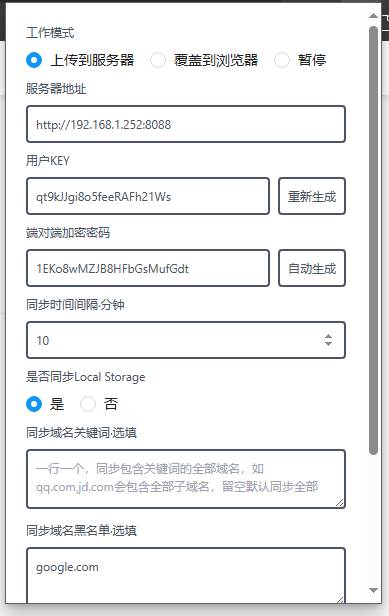 工作模式
上传到服务器 覆盖到浏览器 暂停
服务器地址
http://192.168.1.252:8088
用户KEY
qt9kJJgi8o5feeRAFh21Ws 重新生成
端对端加密密码
1EKo8wMZJB8HFbGsMufGdt 自动生成
同步时间间隔·分钟
10
是否同步Local Storage
是 否
同步域名关键词·选填
一行一个，同步包含关键词的全部域名，如
qq.com,jd.com会包含全部子域名，留空默认同步全部
同步域名黑名单·选填
google.com